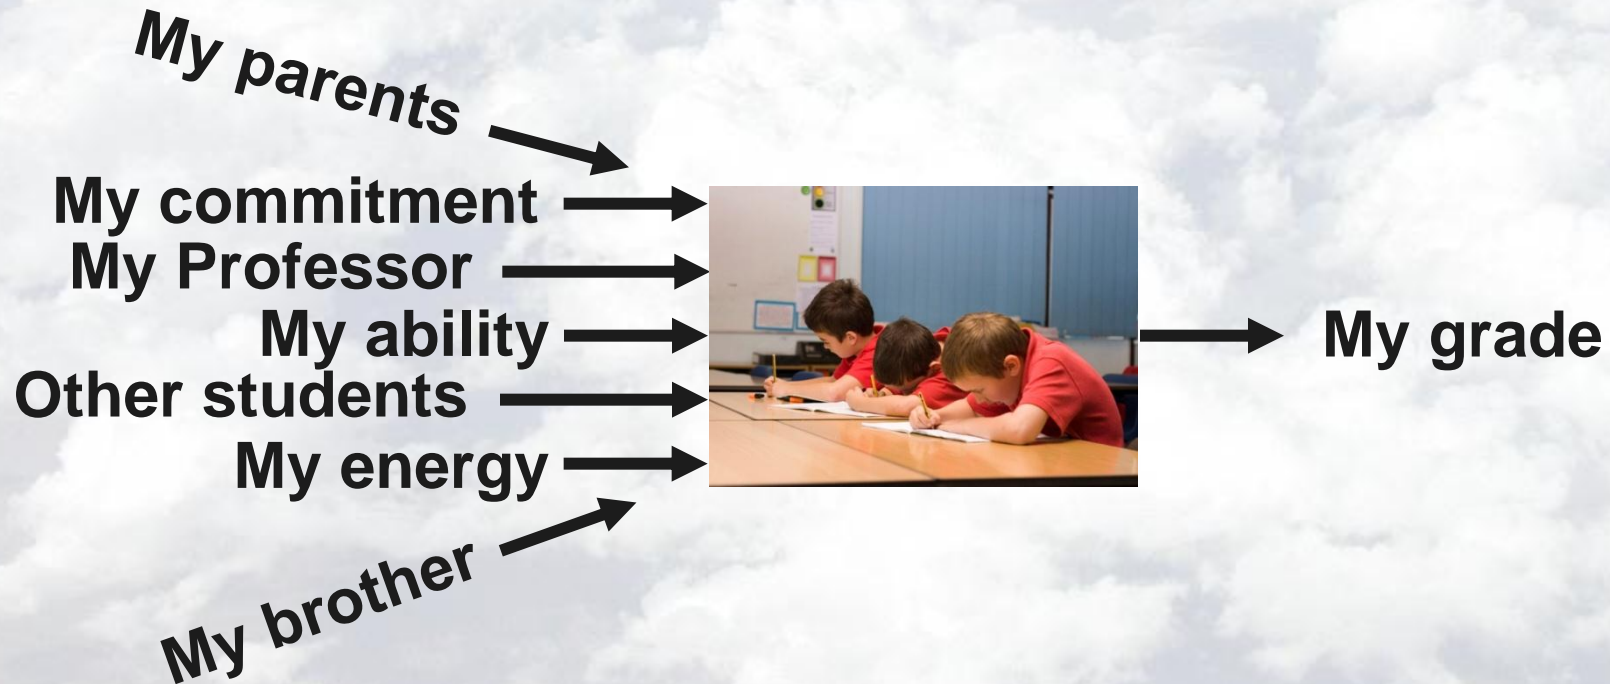 My parents
My commitment
My Professor
My ability
Other students
My energy
My brother
My grade